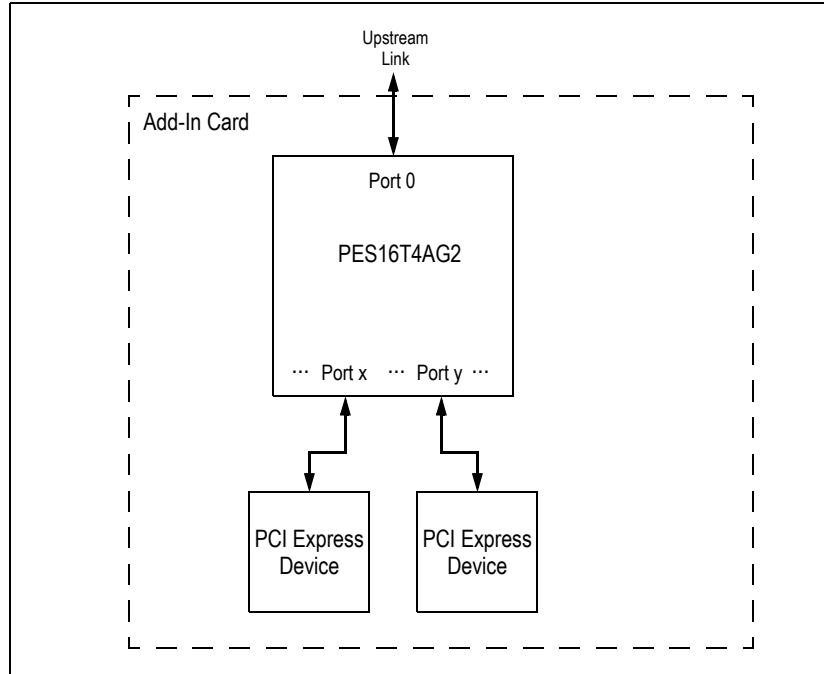 Upstream
Link
Add-In Card
Port 0
PES16T4AG2
··· Port x ··· Port y ···
PCI Express
Device
PCI Express
Device